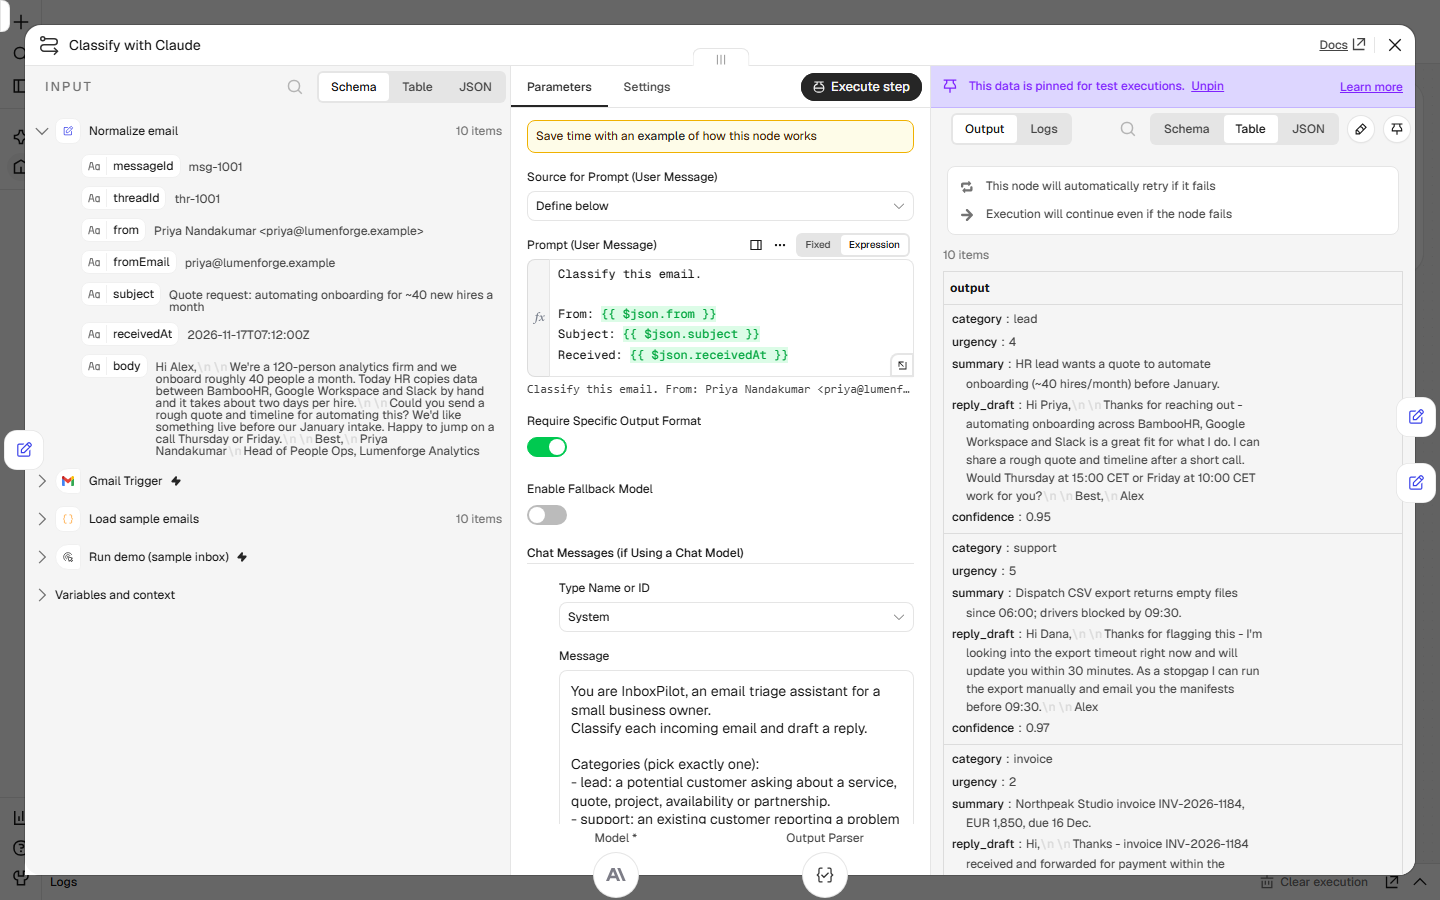 Classify with Claude
Docs
INPUT
Schema
Table
JSON
Normalize email
10 items
Aa messageId msg-1001
Aa threadId thr-1001
Aa from Priya Nandakumar <priya@lumenforge.example>
Aa fromEmail priya@lumenforge.example
Aa subject Quote request: automating onboarding for ~40 new hires a
month
Aa receivedAt 2026-11-17T07:12:00Z
Aa body Hi Alex,\n\nWe're a 120-person analytics firm and we
onboard roughly 40 people a month. Today HR copies data
between BambooHR, Google Workspace and Slack by hand
and it takes about two days per hire.\n\nCould you send a
rough quote and timeline for automating this? We'd like
something live before our January intake. Happy to jump on a
call Thursday or Friday.\n\nBest,\nPriya
Nandakumar\nHead of People Ops, Lumenforge Analytics
Gmail Trigger
Load sample emails
10 items
Run demo (sample inbox)
Variables and context
Parameters
Settings
Execute step
Save time with an example of how this node works
Source for Prompt (User Message)
Define below
Prompt (User Message)
Fixed
Expression
fx
Classify this email.
From: {{ $json.from }}
Subject: {{ $json.subject }}
Received: {{ $json.receivedAt }}
Classify this email. From: Priya Nandakumar <priya@lumenf…
Require Specific Output Format
Enable Fallback Model
Chat Messages (if Using a Chat Model)
Type Name or ID
System
Message
You are InboxPilot, an email triage assistant for a
small business owner.
Classify each incoming email and draft a reply.
Categories (pick exactly one):
- lead: a potential customer asking about a service,
quote, project, availability or partnership.
- support: an existing customer reporting a problem
Model *
Output Parser
This data is pinned for test executions. Unpin
Learn more
Output
Logs
Schema
Table
JSON
This node will automatically retry if it fails
Execution will continue even if the node fails
10 items
output
category : lead
urgency : 4
summary : HR lead wants a quote to automate
onboarding (~40 hires/month) before January.
reply_draft : Hi Priya,\n\nThanks for reaching out -
automating onboarding across BambooHR, Google
Workspace and Slack is a great fit for what I do. I can
share a rough quote and timeline after a short call.
Would Thursday at 15:00 CET or Friday at 10:00 CET
work for you?\n\nBest,\nAlex
confidence : 0.95
category : support
urgency : 5
summary : Dispatch CSV export returns empty files
since 06:00; drivers blocked by 09:30.
reply_draft : Hi Dana,\n\nThanks for flagging this - I'm
looking into the export timeout right now and will
update you within 30 minutes. As a stopgap I can run
the export manually and email you the manifests
before 09:30.\n\nAlex
confidence : 0.97
category : invoice
urgency : 2
summary : Northpeak Studio invoice INV-2026-1184,
EUR 1,850, due 16 Dec.
reply_draft : Hi,\n\nThanks - invoice INV-2026-1184
received and forwarded for payment within the
Logs
Clear execution